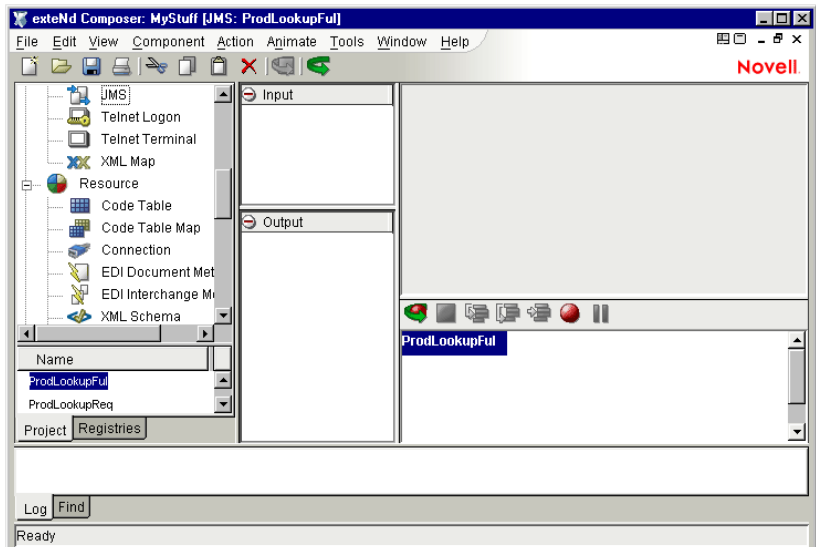 exteNd Composer: MyStuff [JMS: ProdLookupFul]
File Edit View Component Action Animate Tools Window Help
Novell.
JMS
Telnet Logon
Telnet Terminal
XML Map
Resource
Code Table
Code Table Map
Connection
EDI Document Met
EDI Interchange M
XML Schema
Name
ProdLookupFul
ProdLookupReq
Project Registries
Input
Output
ProdLookupFul
Log Find
Ready